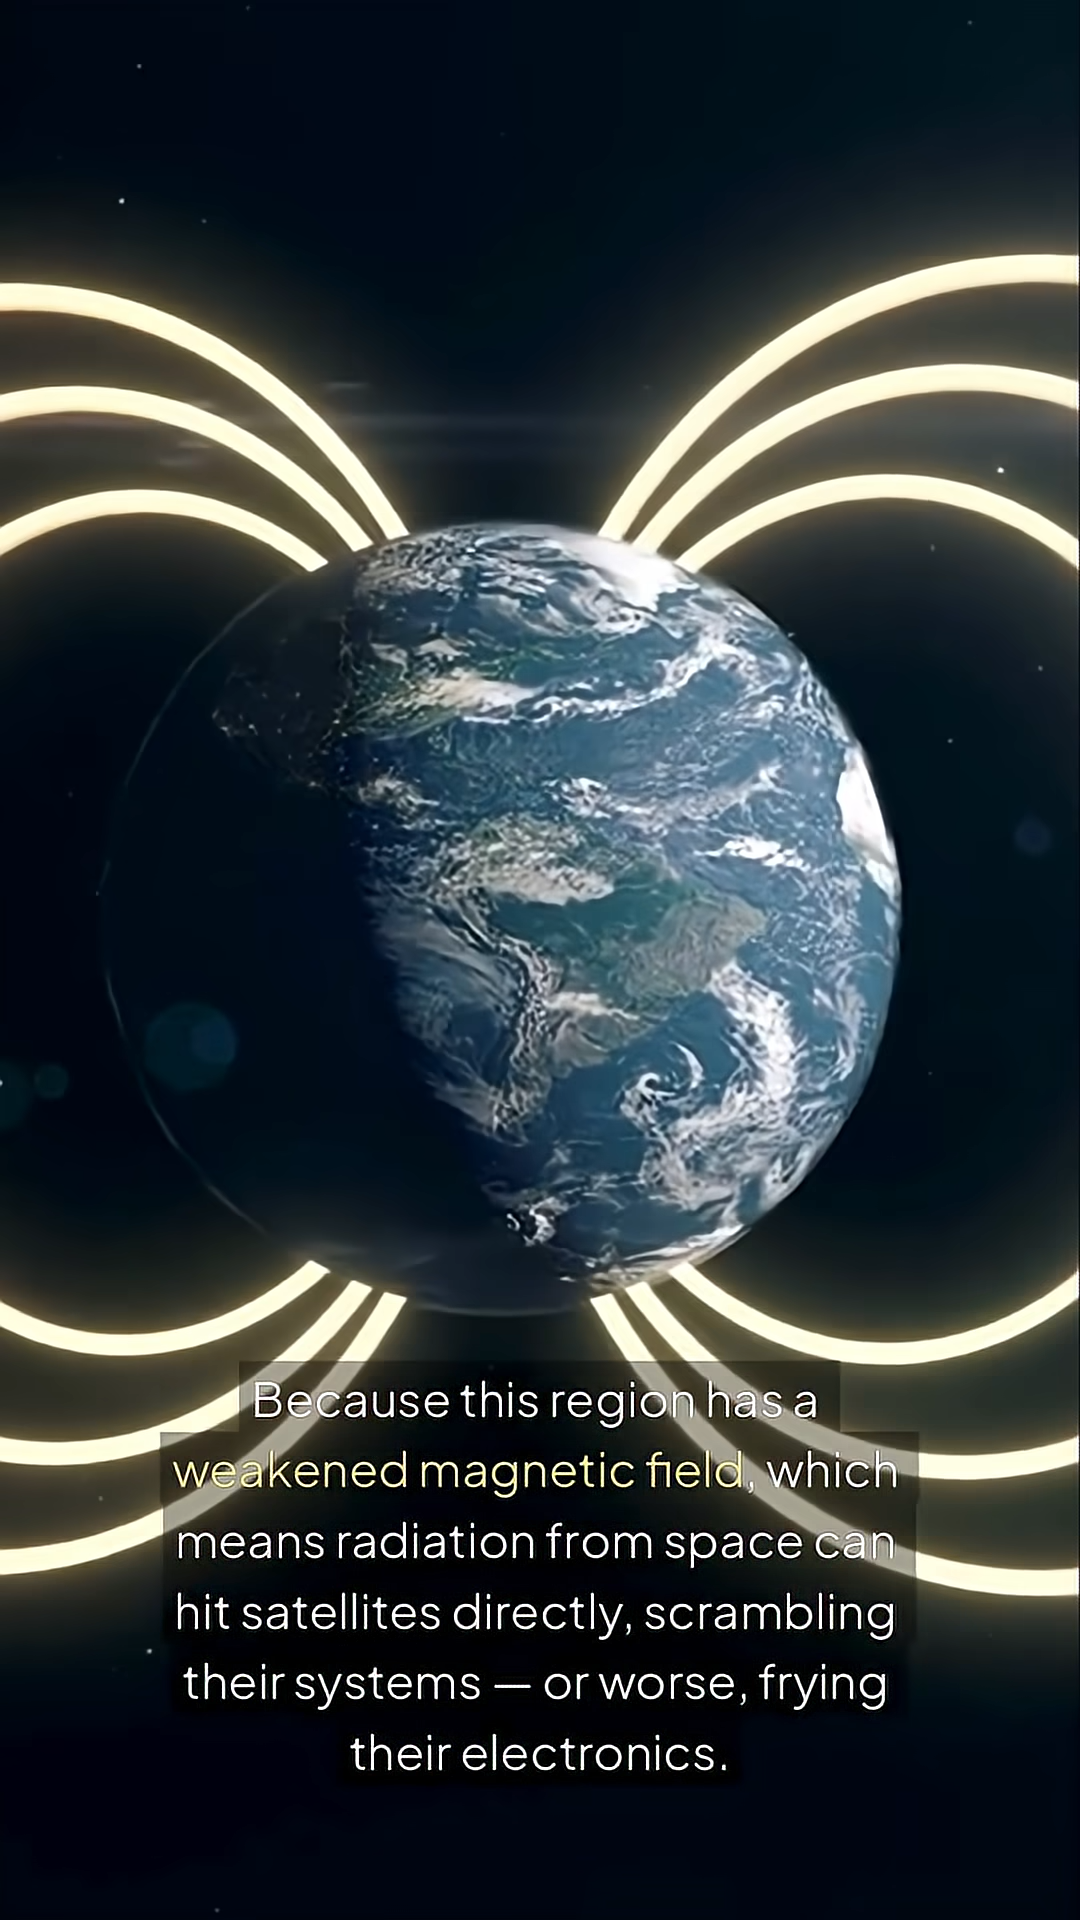 Because this region has a
weakened magnetic field, which
means radiation from space can
hit satellites directly, scrambling
their systems — or worse, frying
their electronics.